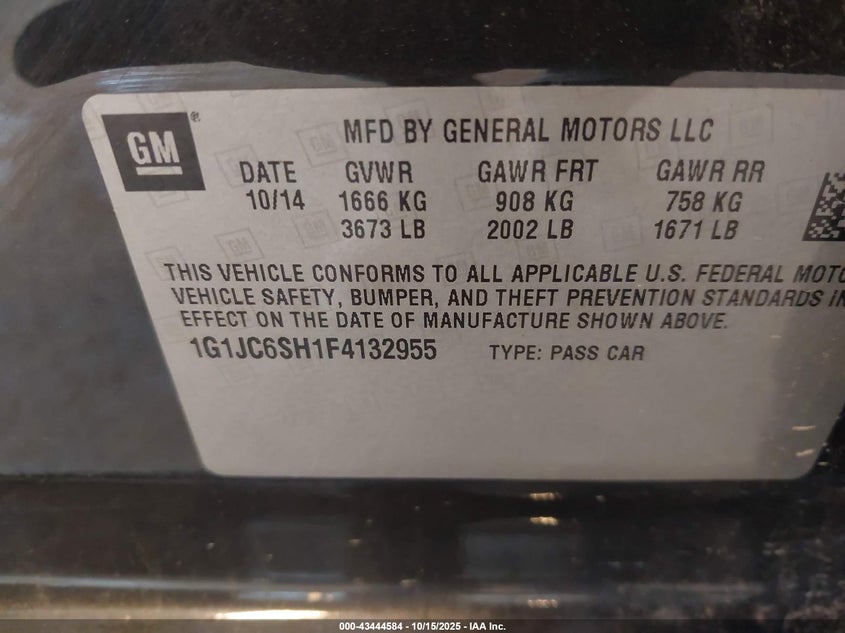 GM ®
MFD BY GENERAL MOTORS LLC
DATE GVWR GAWR FRT GAWR RR
10/14 1666 KG 908 KG 758 KG
3673 LB 2002 LB 1671 LB
THIS VEHICLE CONFORMS TO ALL APPLICABLE U.S. FEDERAL MOTO
VEHICLE SAFETY, BUMPER, AND THEFT PREVENTION STANDARDS IN
EFFECT ON THE DATE OF MANUFACTURE SHOWN ABOVE.
1G1JC6SH1F4132955 TYPE: PASS CAR
000-43444584 - 10/15/2025 - IAA Inc.